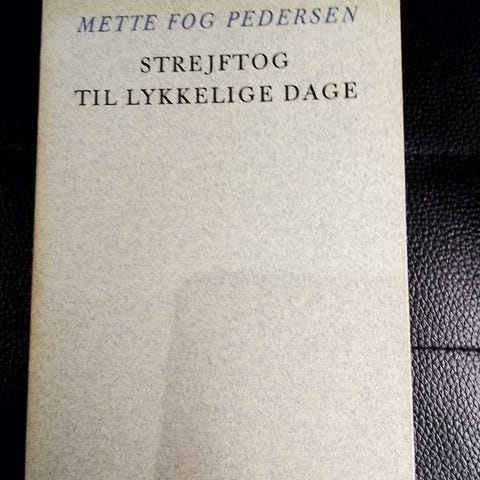 METTE FOG PEDERSEN
STREJFTOG
TIL LYKKELIGE DAGE